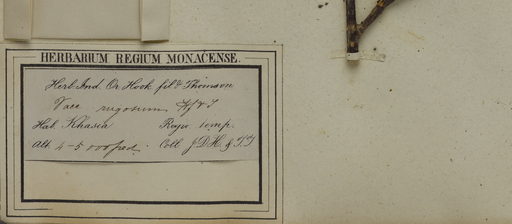 HERBARIUM REGIUM MONACENSE.
Herb. Ind. Or. Hook fil & Thomson
Vacc rugosum H.f & T
Hab. Khasia Regio temp.
Alt. 4-5000 ped. Coll. J.D.H. & T.T